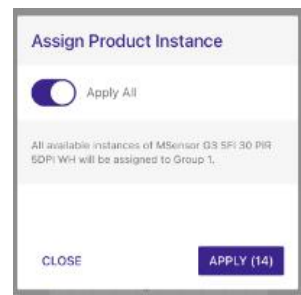 Assign Product Instance
Apply All
All available instances of MSensor G3 SFI 30 PIR
5DPI WH will be assigned to Group 1.
CLOSE
APPLY (14)